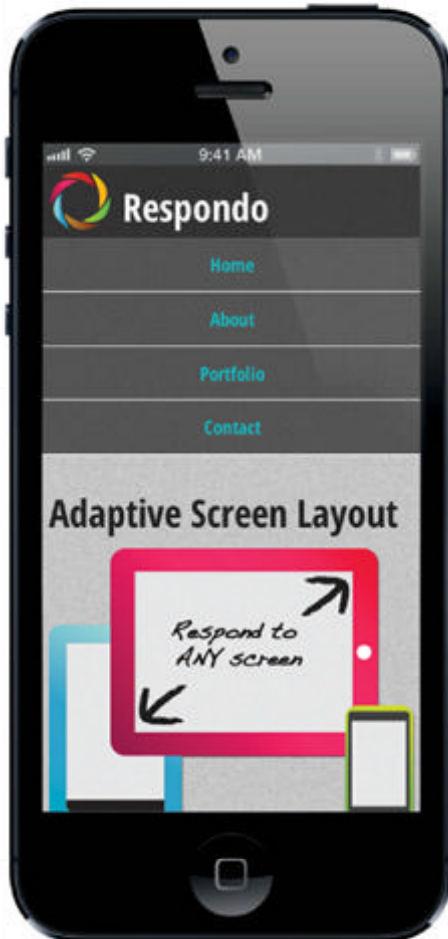 9:41 AM
Respondo
Home
About
Portfolio
Contact
Adaptive Screen Layout
Respond to
ANY screen